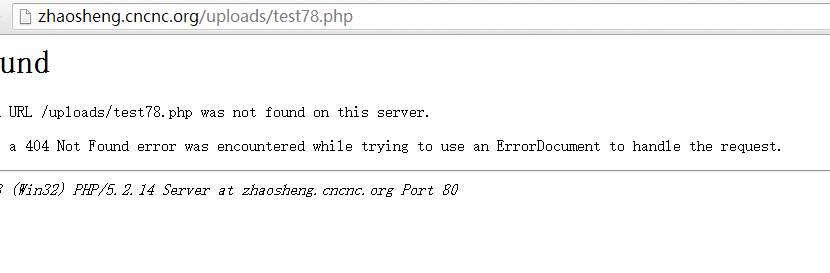 zhaosheng.cncnc.org/uploads/test78.php
und
URL /uploads/test78.php was not found on this server.
a 404 Not Found error was encountered while trying to use an ErrorDocument to handle the request.
(Win32) PHP/5.2.14 Server at zhaosheng.cncnc.org Port 80